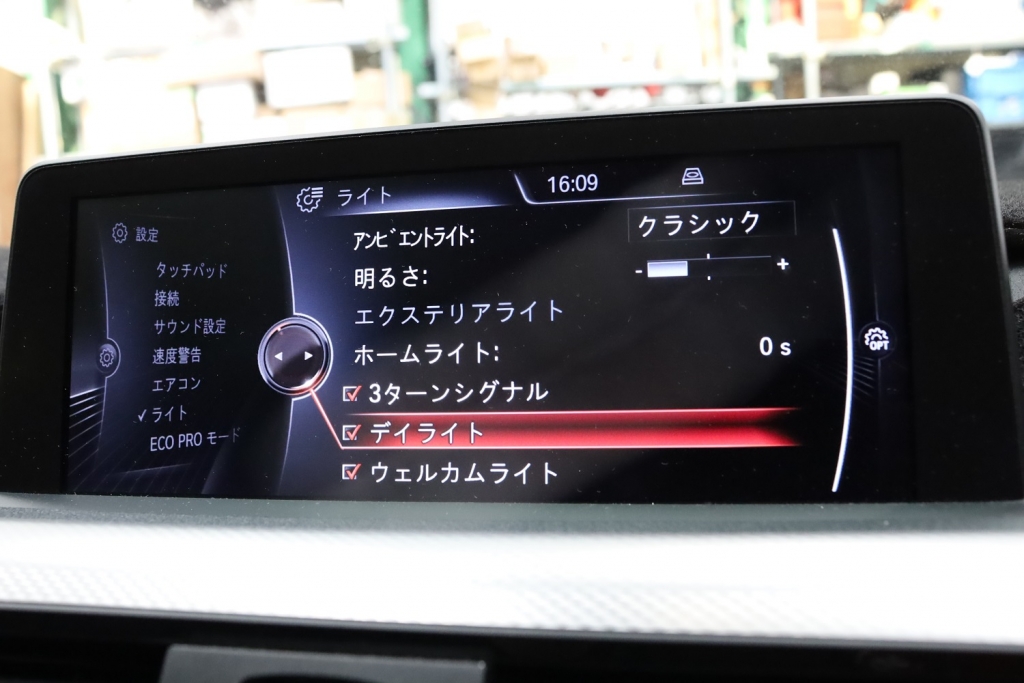 ライト
16:09
設定
タッチパッド
接続
サウンド設定
速度警告
エアコン
ライト
ECO PRO モード
アンビエントライト:
クラシック
明るさ:
- +
エクステリアライト
ホームライト:
0 s
3ターンシグナル
デイライト
ウェルカムライト
OPT